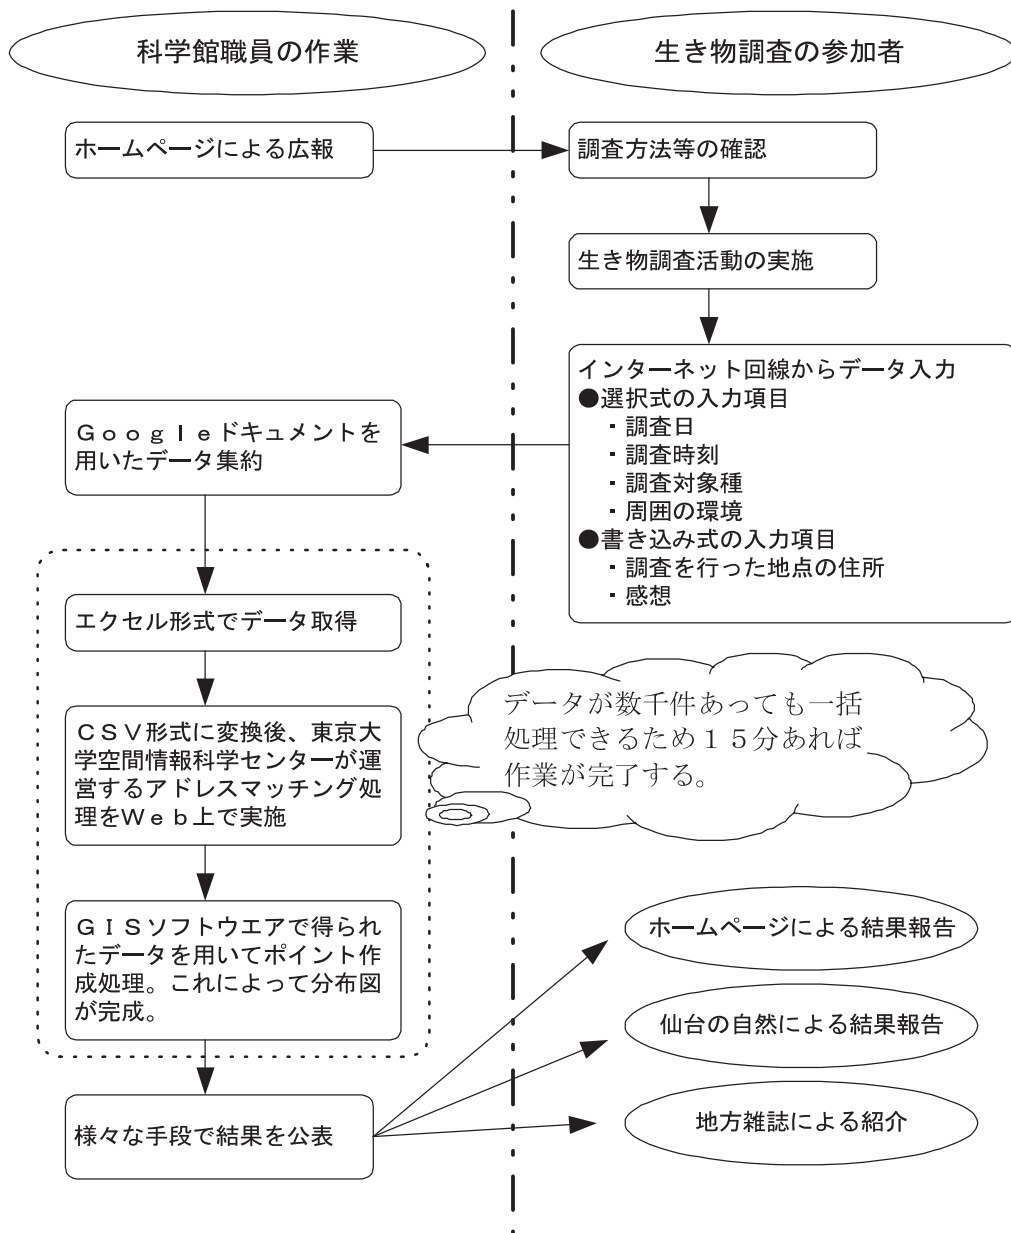 科学館職員の作業
生き物調査の参加者
ホームページによる広報
調査方法等の確認
生き物調査活動の実施
インターネット回線からデータ入力
●選択式の入力項目
・調査日
・調査時刻
・調査対象種
・周囲の環境
●書き込み式の入力項目
・調査を行った地点の住所
・感想
Ｇｏｏｇｌｅドキュメントを
用いたデータ集約
エクセル形式でデータ取得
ＣＳＶ形式に変換後、東京大
学空間情報科学センターが運
営するアドレスマッチング処
理をＷｅｂ上で実施
データが数千件あっても一括
処理できるため１５分あれば
作業が完了する。
ＧＩＳソフトウエアで得られ
たデータを用いてポイント作
成処理。これによって分布図
が完成。
様々な手段で結果を公表
ホームページによる結果報告
仙台の自然による結果報告
地方雑誌による紹介